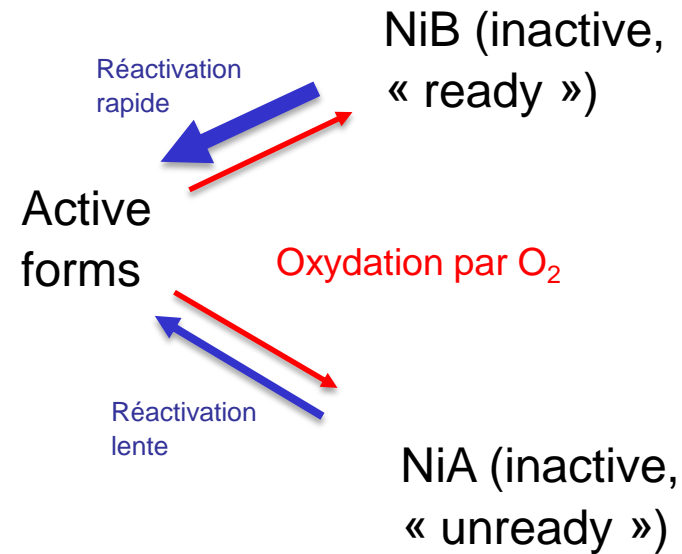 NiB (inactive,
« ready »)
Réactivation
rapide
Active
forms
Oxydation par O₂
Réactivation
lente
NiA (inactive,
« unready »)